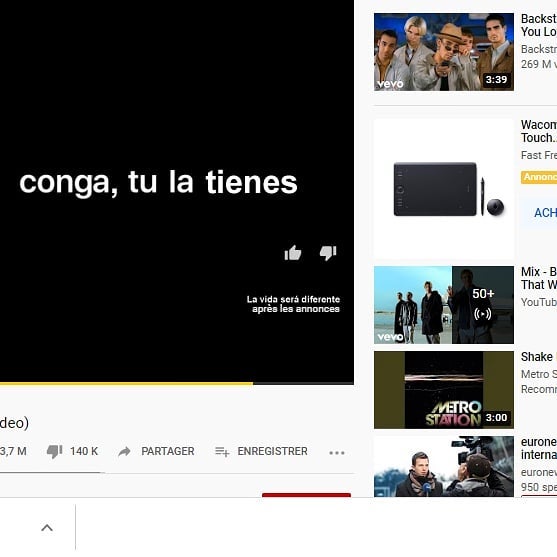 conga, tu la tienes
La vida será diferente
après les annonces
deo)
3,7 M
140 K
PARTAGER
ENREGISTRER
vevo
3:39
Backst
You Lo
Backstr
269 M v
Wacom
Touch..
Fast Fre
Annonc
ACH
50+
vevo
Mix - B
That W
YouTub
METRO
STATION
3:00
Shake
Metro S
Recomm
eurone
interna
eurone
950 spe